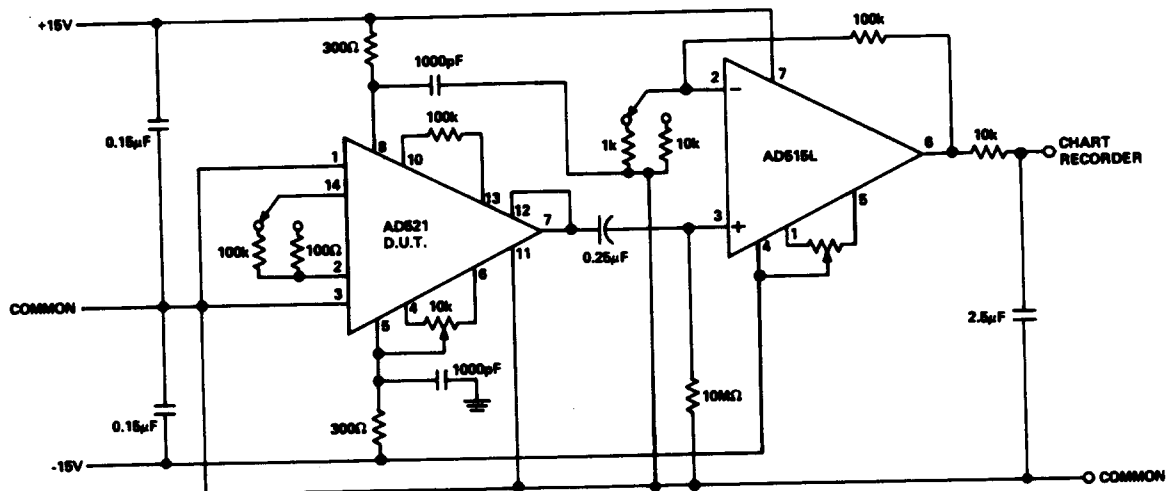 +15V
300Ω
1000pF
100k
0.15µF
8
10
100k
13
1
14
12
7
AD521
D.U.T.
100k
100Ω
2
3
11
6
4
10k
5
COMMON
0.15µF
1000pF
300Ω
-15V
0.25µF
1k
10k
2
−
7
AD515L
6
10k
CHART
RECORDER
3
+
4
1
5
10MΩ
2.5µF
COMMON